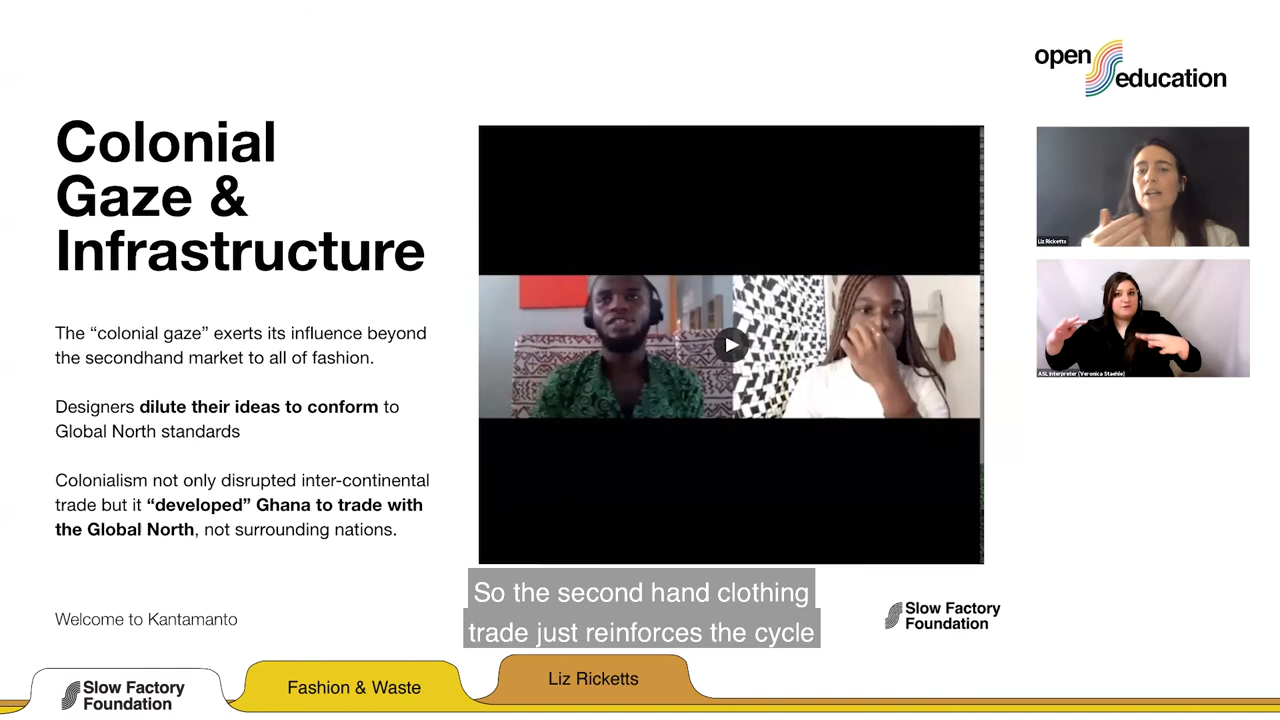 open
education
Colonial
Gaze &
Infrastructure
The “colonial gaze” exerts its influence beyond
the secondhand market to all of fashion.
Designers dilute their ideas to conform to
Global North standards
Colonialism not only disrupted inter-continental
trade but it “developed” Ghana to trade with
the Global North, not surrounding nations.
Welcome to Kantamanto
Liz Ricketts
ASL Interpreter (Veronica Staehle)
So the second hand clothing
trade just reinforces the cycle
Slow Factory
Foundation
Slow Factory
Foundation
Fashion & Waste
Liz Ricketts